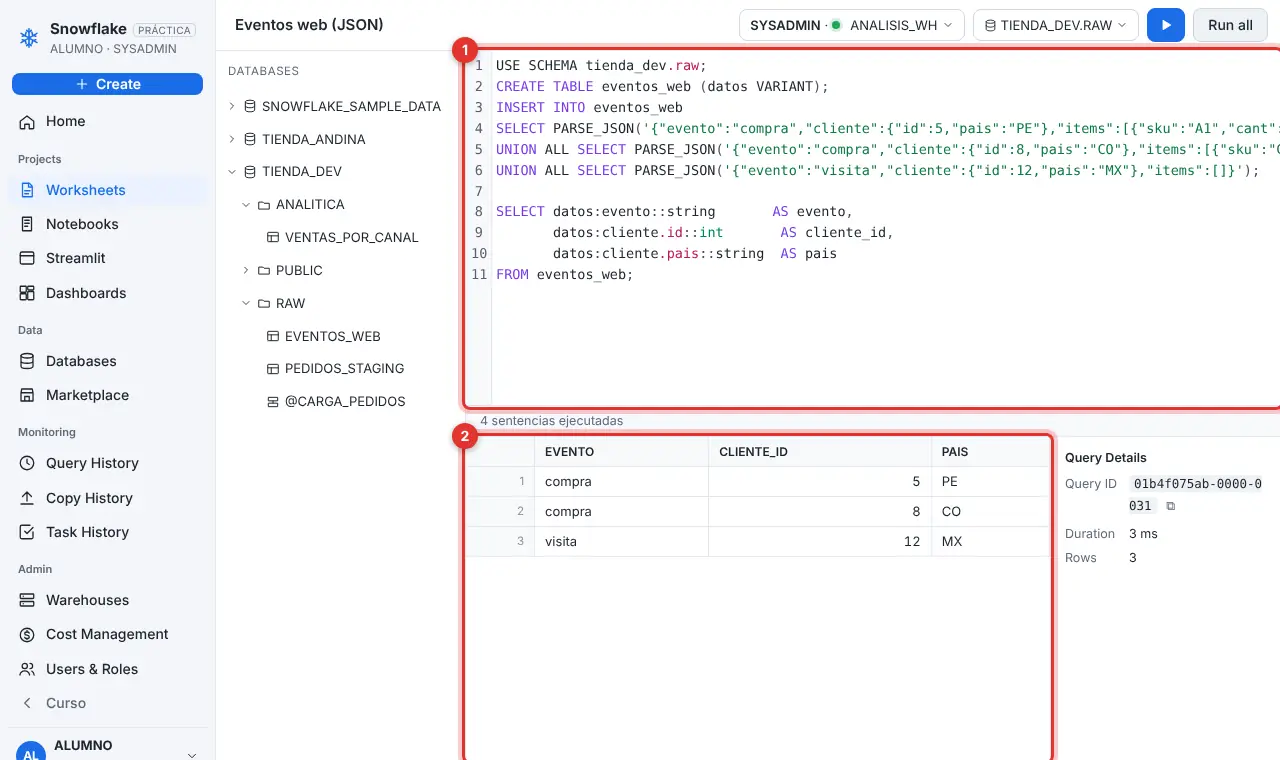 Snowflake PRÁCTICA
ALUMNO · SYSADMIN
+ Create
Home
Projects
Worksheets
Notebooks
Streamlit
Dashboards
Data
Databases
Marketplace
Monitoring
Query History
Copy History
Task History
Admin
Warehouses
Cost Management
Users & Roles
Curso
AL ALUMNO
Eventos web (JSON)
SYSADMIN · ANALISIS_WH
TIENDA_DEV.RAW
Run all
DATABASES
SNOWFLAKE_SAMPLE_DATA
TIENDA_ANDINA
TIENDA_DEV
ANALITICA
VENTAS_POR_CANAL
PUBLIC
RAW
EVENTOS_WEB
PEDIDOS_STAGING
@CARGA_PEDIDOS
1
1 USE SCHEMA tienda_dev.raw;
2 CREATE TABLE eventos_web (datos VARIANT);
3 INSERT INTO eventos_web
4 SELECT PARSE_JSON('{"evento":"compra","cliente":{"id":5,"pais":"PE"},"items":[{"sku":"A1","cant":
5 UNION ALL SELECT PARSE_JSON('{"evento":"compra","cliente":{"id":8,"pais":"CO"},"items":[{"sku":"
6 UNION ALL SELECT PARSE_JSON('{"evento":"visita","cliente":{"id":12,"pais":"MX"},"items":[]}');
7
8 SELECT datos:evento::string AS evento,
9 datos:cliente.id::int AS cliente_id,
10 datos:cliente.pais::string AS pais
11 FROM eventos_web;
4 sentencias ejecutadas
2
EVENTO CLIENTE_ID PAIS
1 compra 5 PE
2 compra 8 CO
3 visita 12 MX
Query Details
Query ID 01b4f075ab-0000-0
031
Duration 3 ms
Rows 3